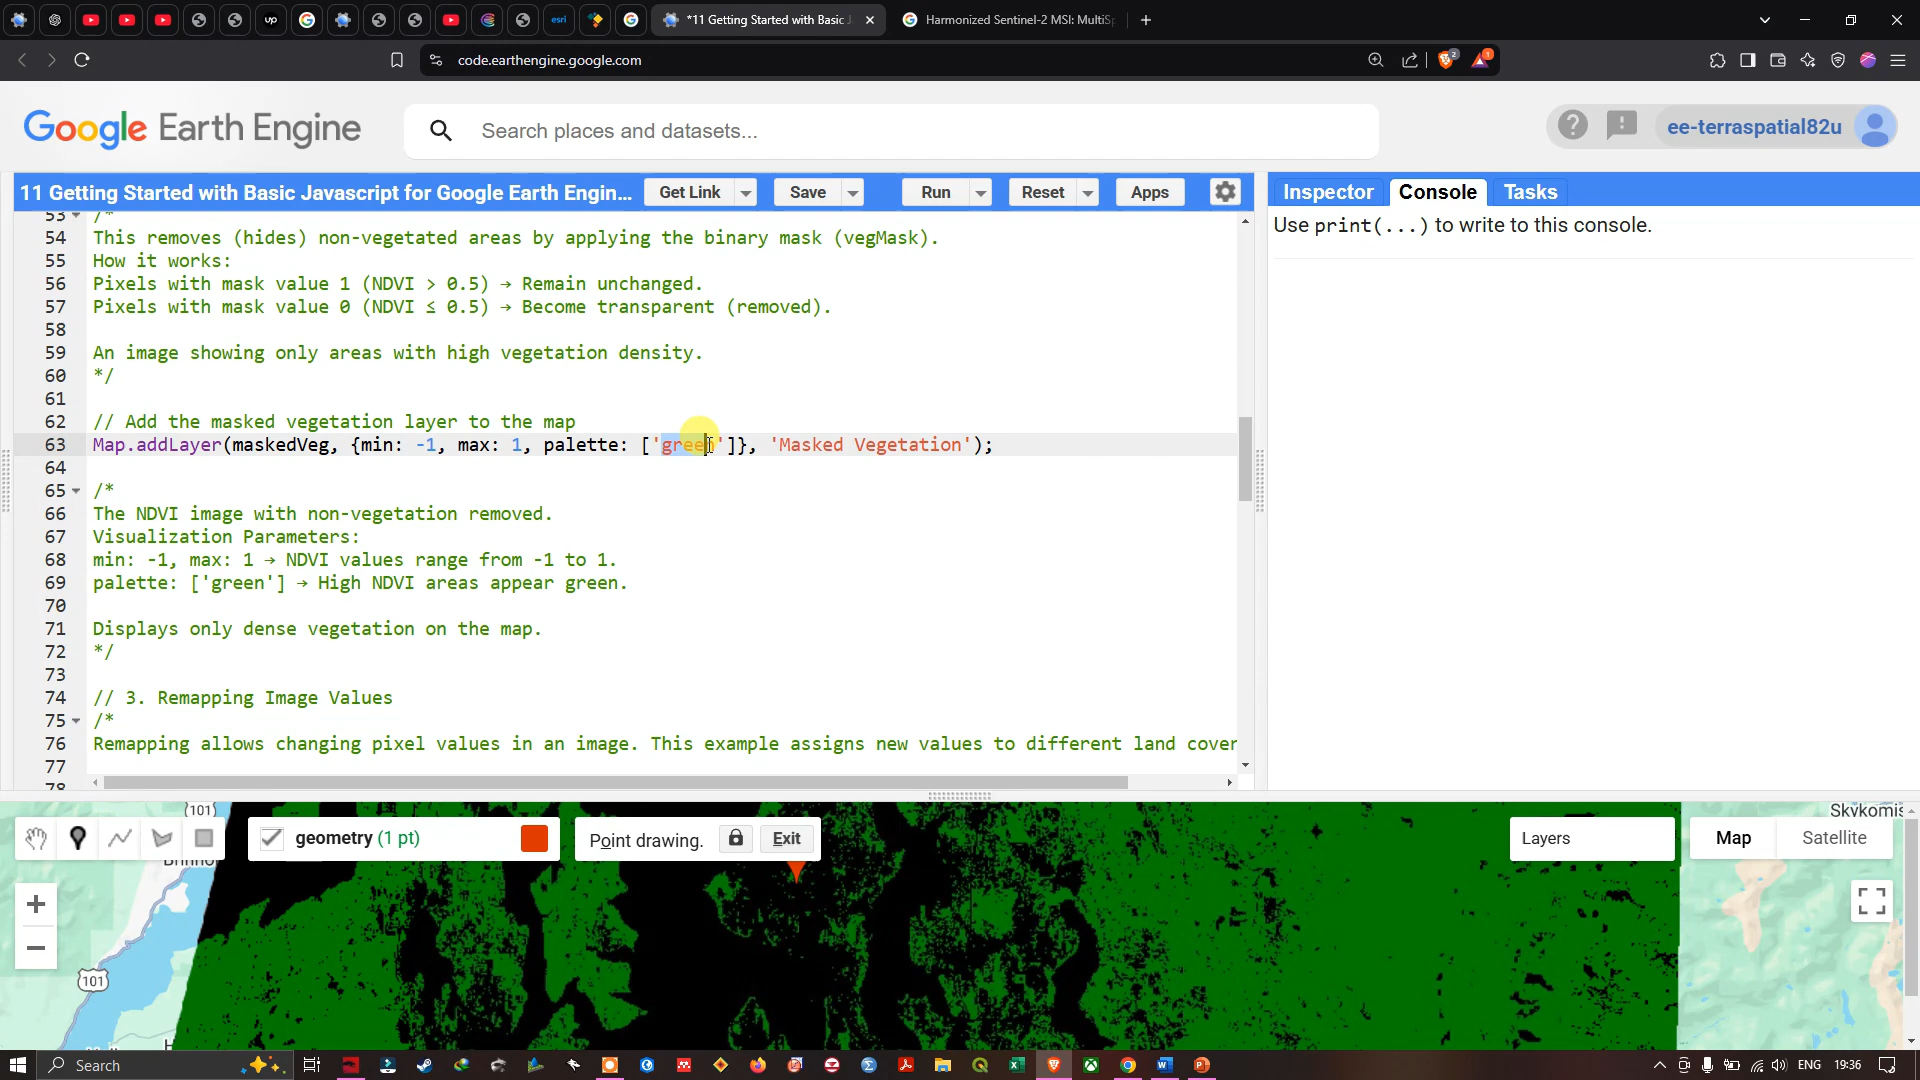 *11 Getting Started with Basic J
Harmonized Sentinel-2 MSI: MultiSp
code.earthengine.google.com
2
1
Google Earth Engine
Search places and datasets...
ee-terraspatial82u
11 Getting Started with Basic Javascript for Google Earth Engin...
Get Link
Save
Run
Reset
Apps
Inspector
Console
Tasks
Use print(...) to write to this console.
53 /*
54 This removes (hides) non-vegetated areas by applying the binary mask (vegMask).
55 How it works:
56 Pixels with mask value 1 (NDVI > 0.5) → Remain unchanged.
57 Pixels with mask value 0 (NDVI ≤ 0.5) → Become transparent (removed).
58
59 An image showing only areas with high vegetation density.
60 */
61
62 // Add the masked vegetation layer to the map
63 Map.addLayer(maskedVeg, {min: -1, max: 1, palette: ['green']}, 'Masked Vegetation');
64
65 /*
66 The NDVI image with non-vegetation removed.
67 Visualization Parameters:
68 min: -1, max: 1 → NDVI values range from -1 to 1.
69 palette: ['green'] → High NDVI areas appear green.
70
71 Displays only dense vegetation on the map.
72 */
73
74 // 3. Remapping Image Values
75 /*
76 Remapping allows changing pixel values in an image. This example assigns new values to different land cover
77
78
101
Skykomis
geometry (1 pt)
Point drawing.
Exit
Layers
Map
Satellite
101
Search
ENG
19:36